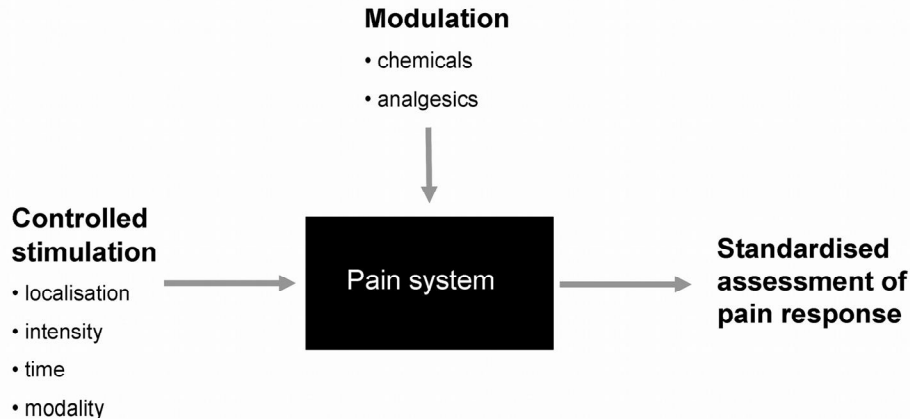 Modulation
• chemicals
• analgesics
Controlled
stimulation
• localisation
• intensity
• time
• modality
Pain system
Standardised
assessment of
pain response